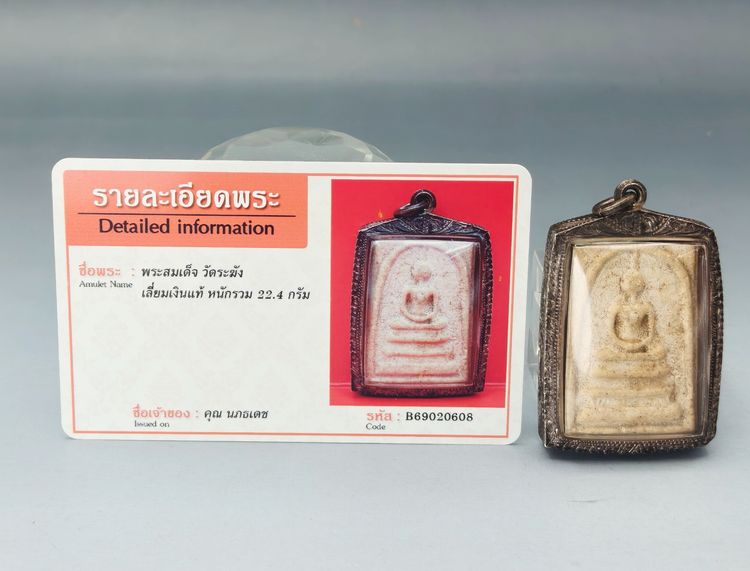 รายละเอียดพระ
Detailed information
ชื่อพระ : พระสมเด็จ วัดระฆัง
Amulet Name
เลี่ยมเงินแท้ หนักรวม 22.4 กรัม
ชื่อเจ้าของ : คุณ นภธเดช
Issued on
รหัส : B69020608
Code